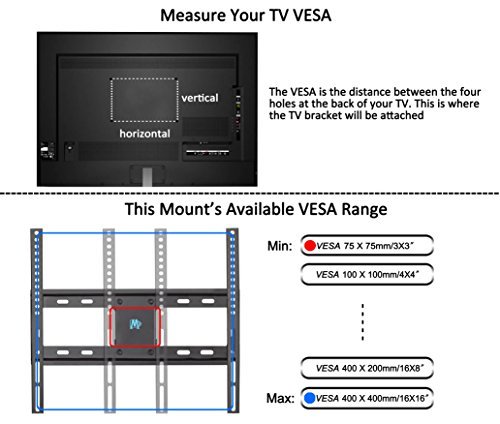 Measure Your TV VESA
vertical
horizontal
The VESA is the distance between the four
holes at the back of your TV. This is where
the TV bracket will be attached
This Mount's Available VESA Range
Min:
VESA 75 X 75mm/3X3"
VESA 100 X 100mm/4X4"
VESA 400 X 200mm/16X8"
Max:
VESA 400 X 400mm/16X16"